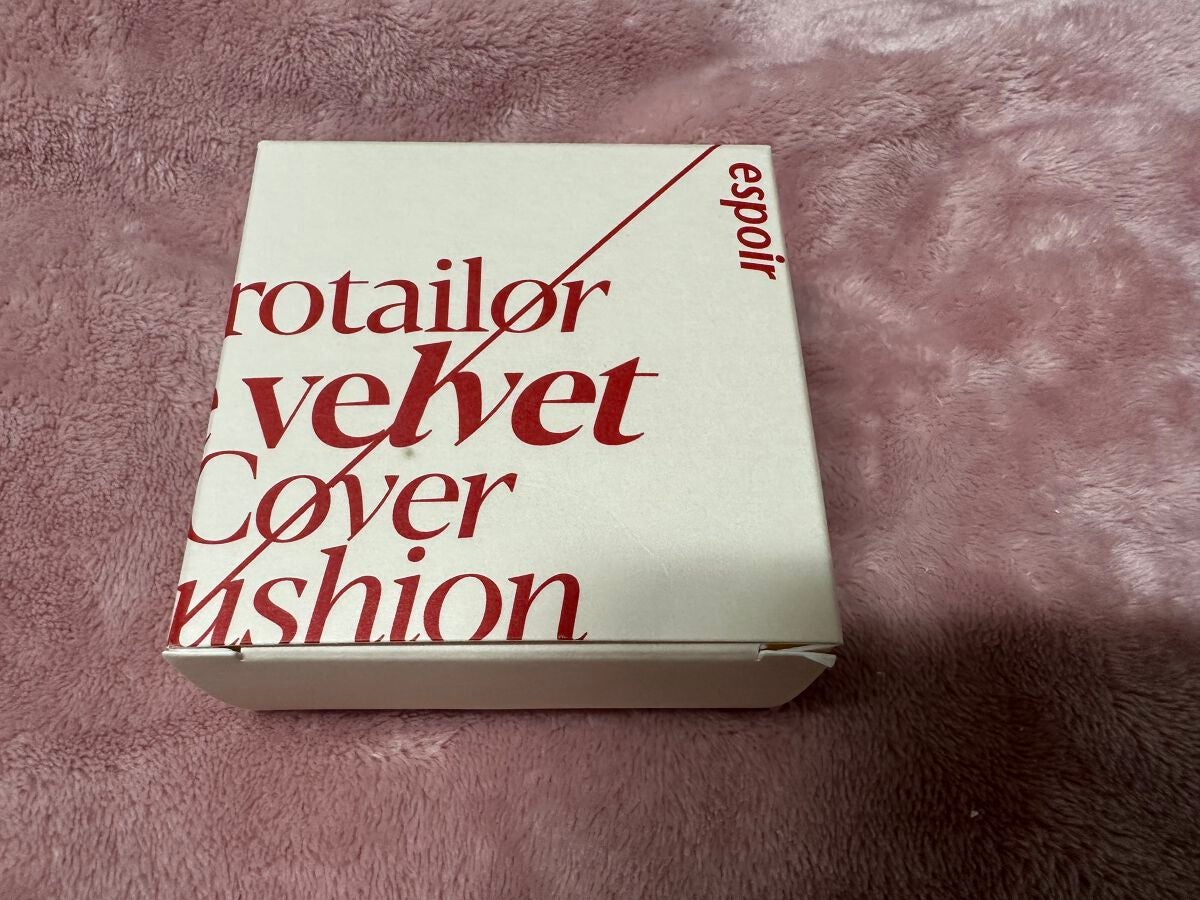 espoir
rotailor
velvet
Cover
ushion